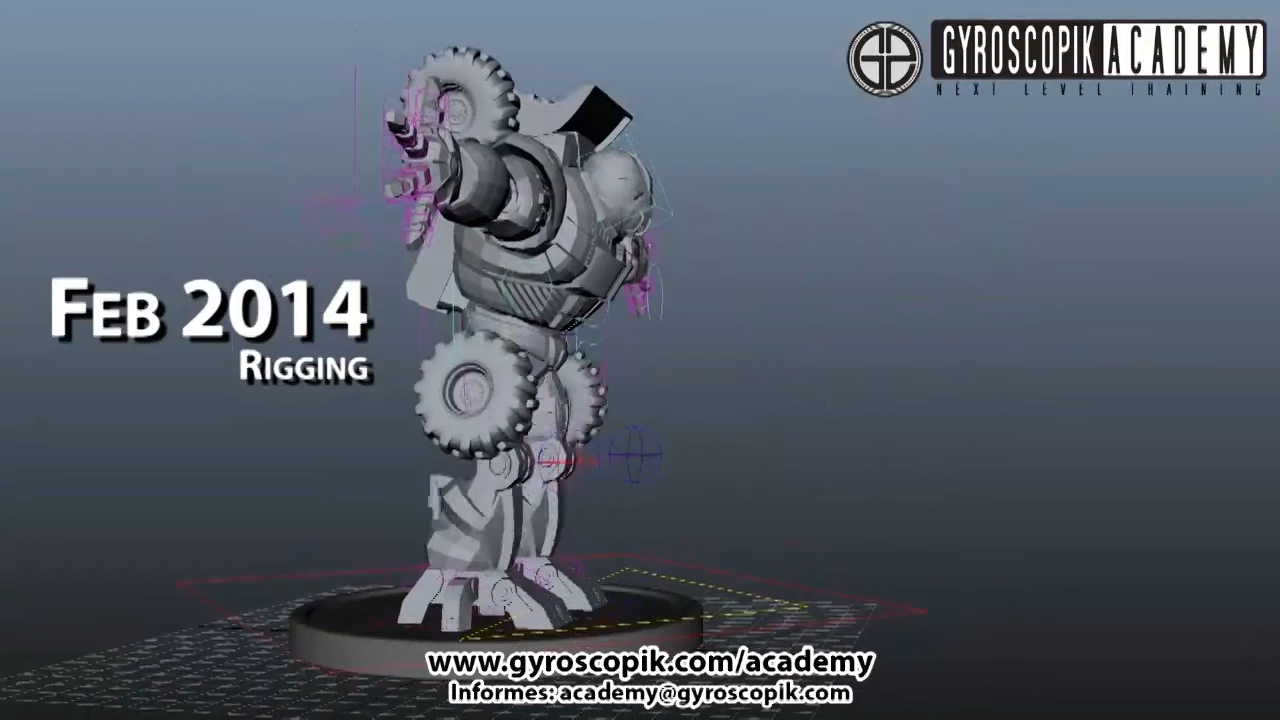 GYROSCOPIK ACADEMY
NEXT LEVEL TRAINING
FEB 2014
RIGGING
www.gyroscopik.com/academy
Informes: academy@gyroscopik.com